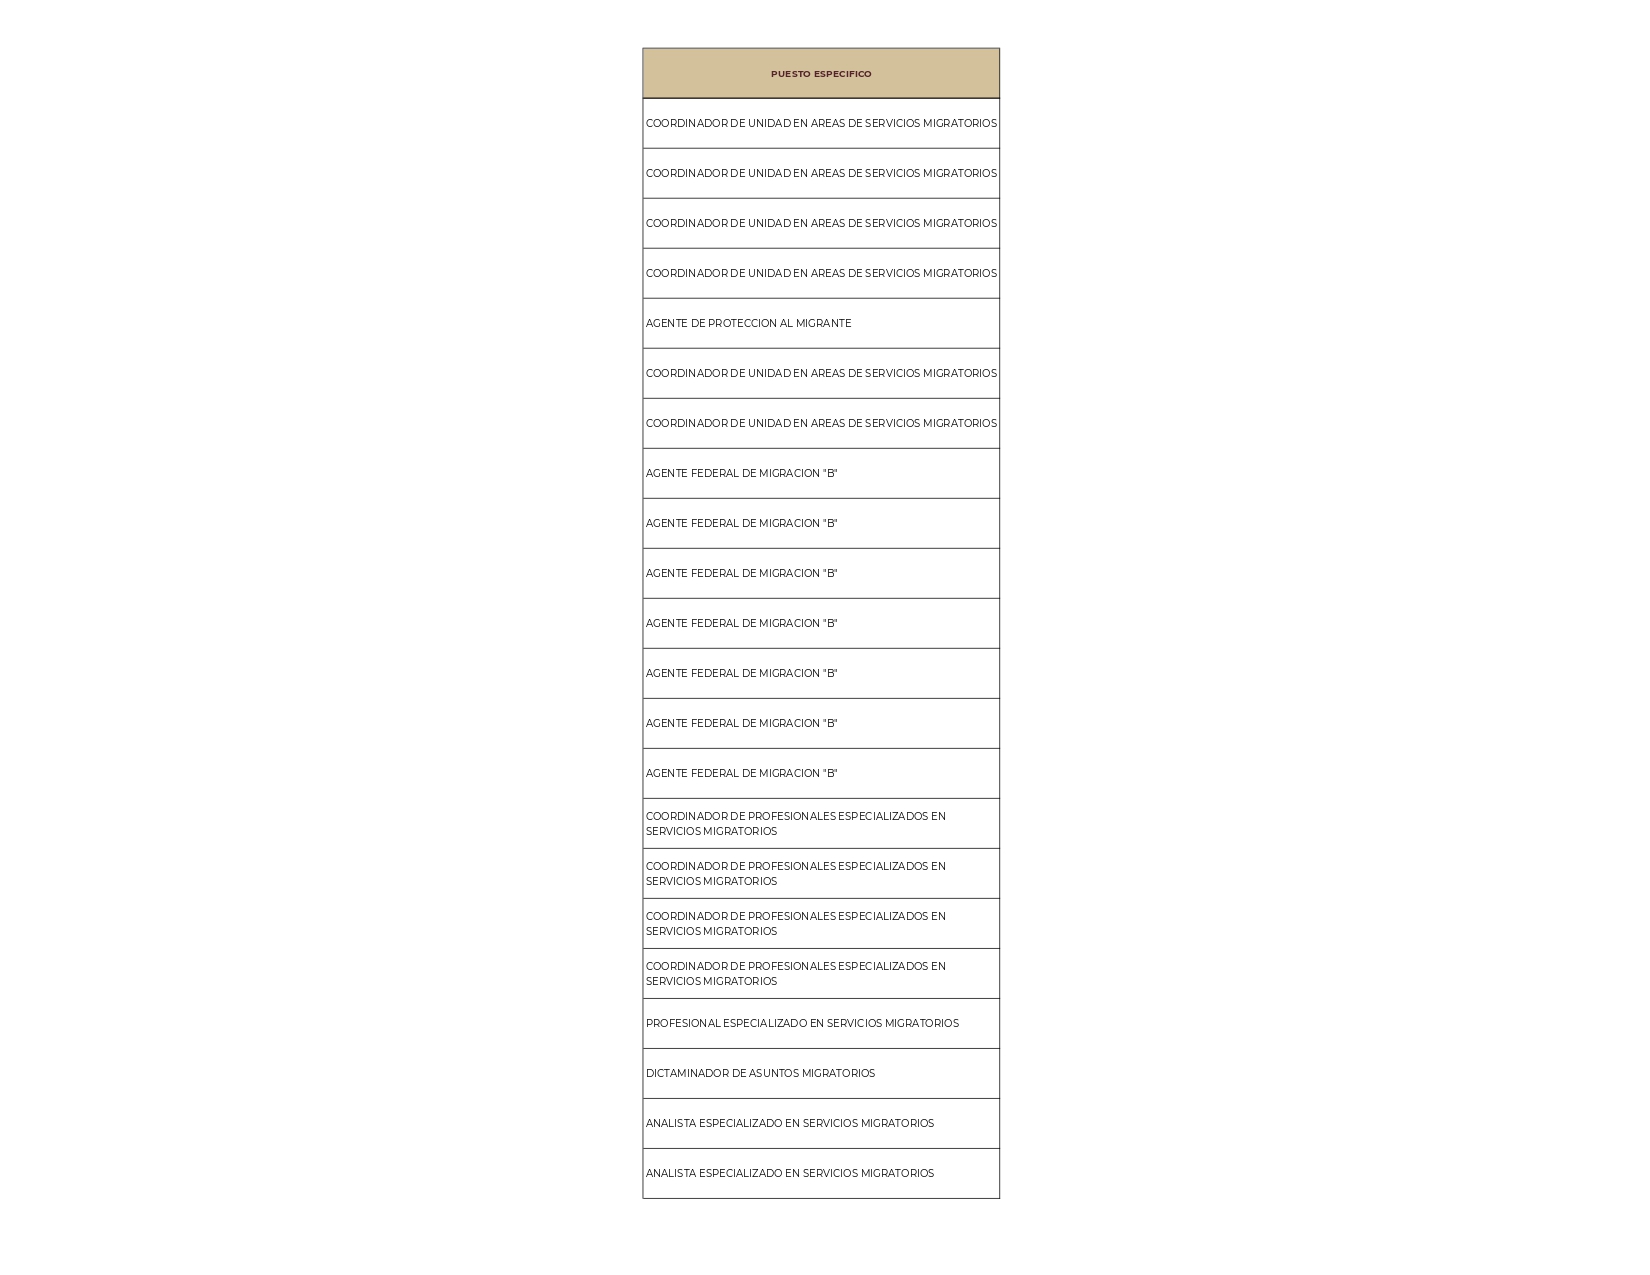 PUESTO ESPECIFICO
COORDINADOR DE UNIDAD EN AREAS DE SERVICIOS MIGRATORIOS
COORDINADOR DE UNIDAD EN AREAS DE SERVICIOS MIGRATORIOS
COORDINADOR DE UNIDAD EN AREAS DE SERVICIOS MIGRATORIOS
COORDINADOR DE UNIDAD EN AREAS DE SERVICIOS MIGRATORIOS
AGENTE DE PROTECCION AL MIGRANTE
COORDINADOR DE UNIDAD EN AREAS DE SERVICIOS MIGRATORIOS
COORDINADOR DE UNIDAD EN AREAS DE SERVICIOS MIGRATORIOS
AGENTE FEDERAL DE MIGRACION "B"
AGENTE FEDERAL DE MIGRACION "B"
AGENTE FEDERAL DE MIGRACION "B"
AGENTE FEDERAL DE MIGRACION "B"
AGENTE FEDERAL DE MIGRACION "B"
AGENTE FEDERAL DE MIGRACION "B"
AGENTE FEDERAL DE MIGRACION "B"
COORDINADOR DE PROFESIONALES ESPECIALIZADOS EN
SERVICIOS MIGRATORIOS
COORDINADOR DE PROFESIONALES ESPECIALIZADOS EN
SERVICIOS MIGRATORIOS
COORDINADOR DE PROFESIONALES ESPECIALIZADOS EN
SERVICIOS MIGRATORIOS
COORDINADOR DE PROFESIONALES ESPECIALIZADOS EN
SERVICIOS MIGRATORIOS
PROFESIONAL ESPECIALIZADO EN SERVICIOS MIGRATORIOS
DICTAMINADOR DE ASUNTOS MIGRATORIOS
ANALISTA ESPECIALIZADO EN SERVICIOS MIGRATORIOS
ANALISTA ESPECIALIZADO EN SERVICIOS MIGRATORIOS